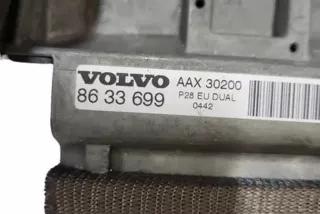 VOLVO AAX 30200
86 33 699 P28 EU DUAL
0442